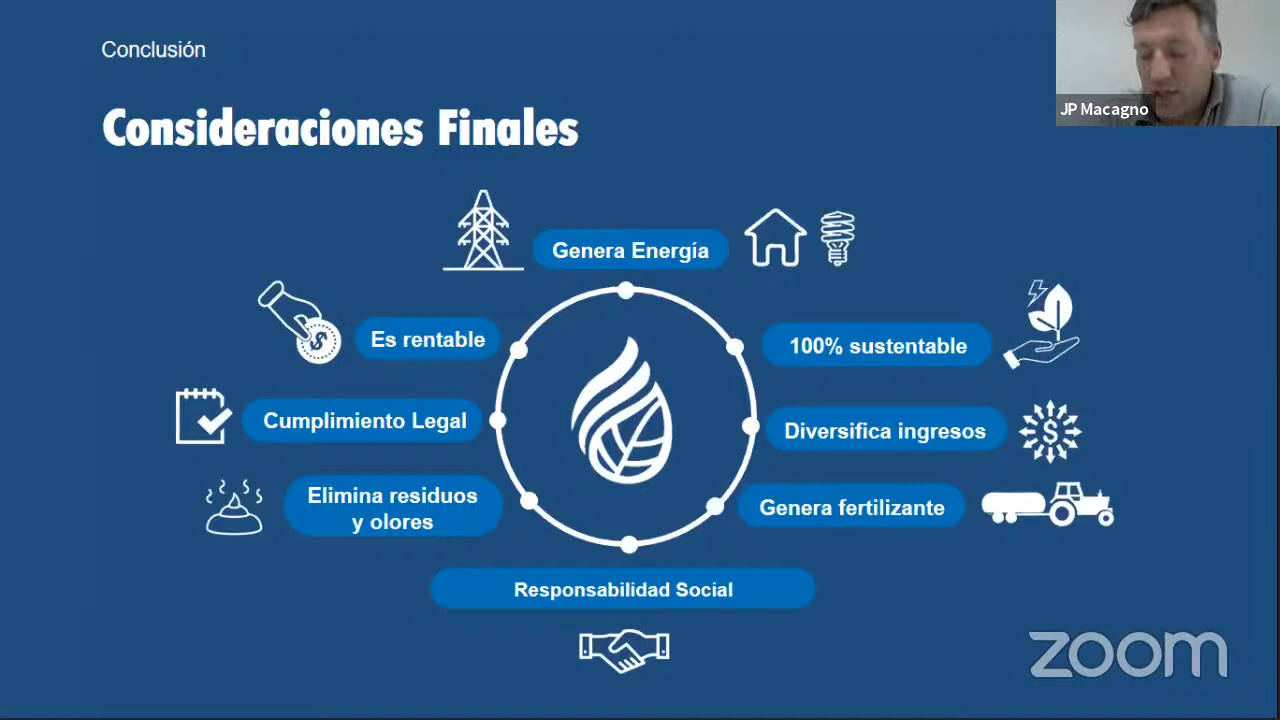 Conclusión
JP Macagno
Consideraciones Finales
Genera Energía
Es rentable
100% sustentable
Cumplimiento Legal
Diversifica ingresos
Elimina residuos
y olores
Genera fertilizante
Responsabilidad Social
zoom